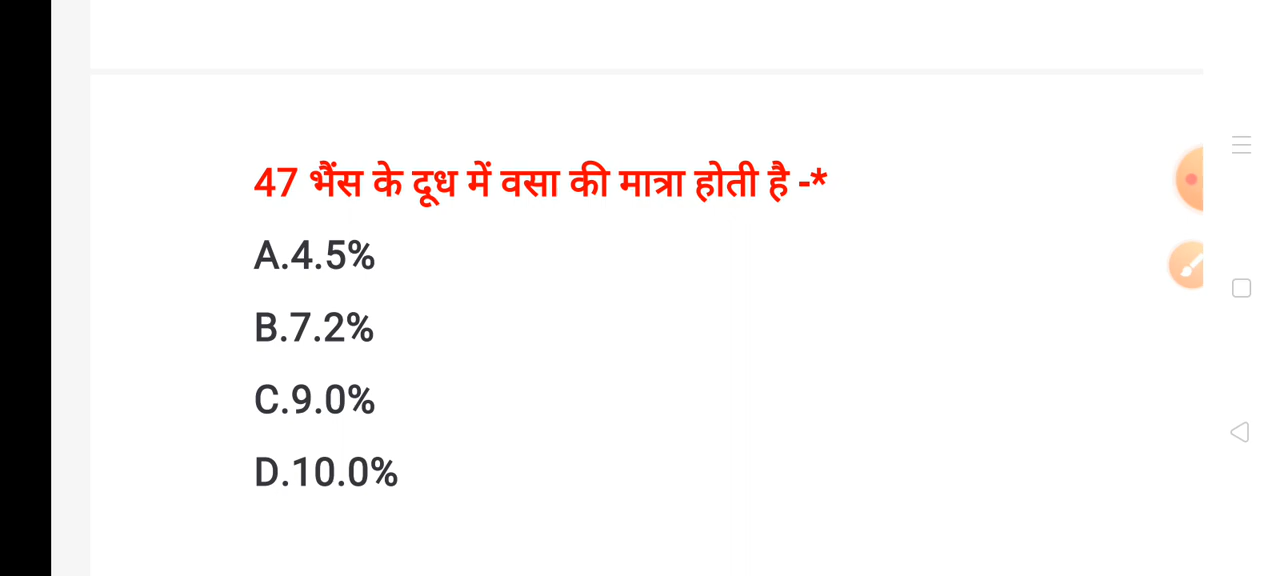 47 भैंस के दूध में वसा की मात्रा होती है -*
A.4.5%
B.7.2%
C.9.0%
D.10.0%